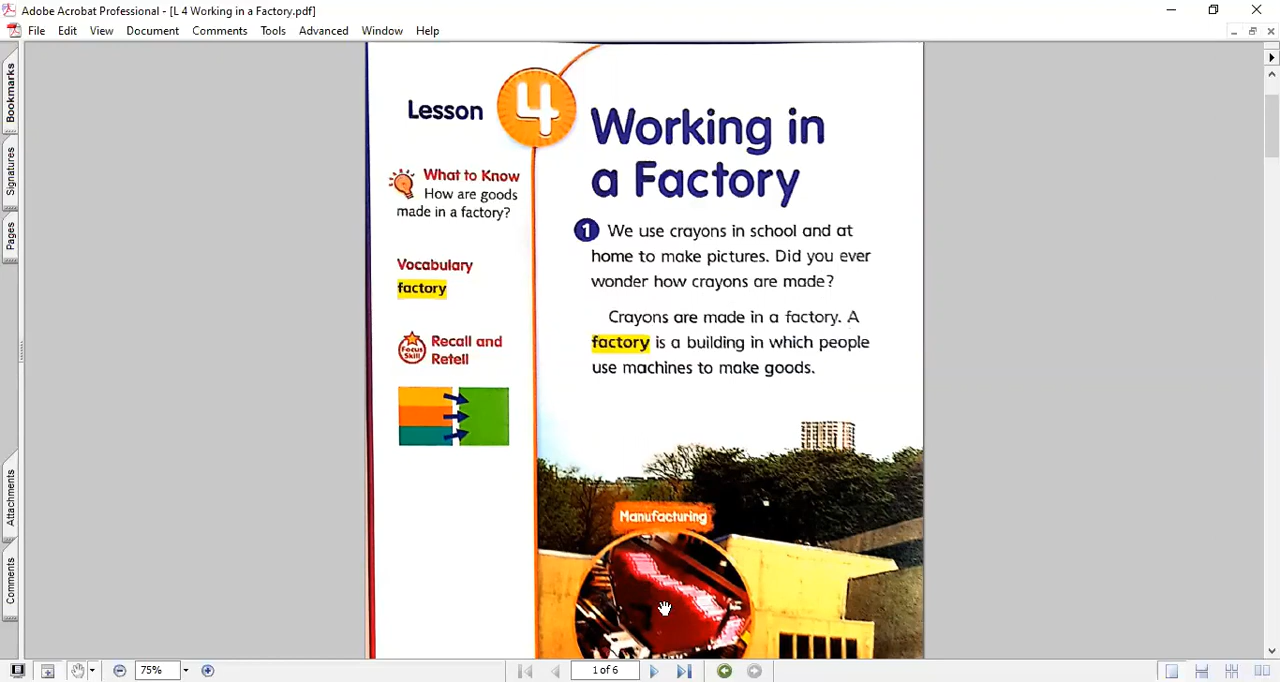 Adobe Acrobat Professional - [L 4 Working in a Factory.pdf]
File Edit View Document Comments Tools Advanced Window Help
Bookmarks
Signatures
Pages
Attachments
Comments
Lesson 4
Working in
a Factory
What to Know
How are goods
made in a factory?
Vocabulary
factory
Focus
Skill
Recall and
Retell
1 We use crayons in school and at
home to make pictures. Did you ever
wonder how crayons are made?
Crayons are made in a factory. A
factory is a building in which people
use machines to make goods.
Manufacturing
75%
1 of 6